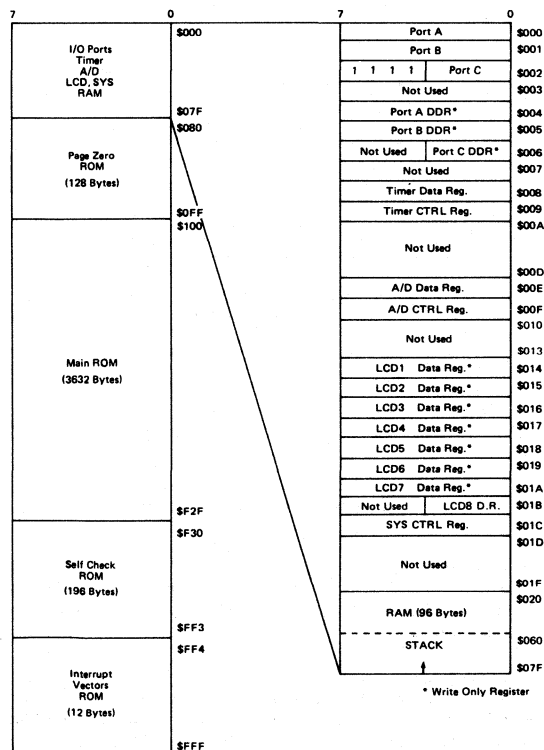 7 0
$000
I/O Ports
Timer
A/D
LCD, SYS
RAM
$07F
$080
Page Zero
ROM
(128 Bytes)
$0FF
$100
Main ROM
(3632 Bytes)
$F2F
$F30
Self Check
ROM
(196 Bytes)
$FF3
$FF4
Interrupt
Vectors
ROM
(12 Bytes)
$FFF
7 0
Port A $000
Port B $001
1 1 1 1 Port C $002
Not Used $003
Port A DDR* $004
Port B DDR* $005
Not Used Port C DDR* $006
Not Used $007
Timer Data Reg. $008
Timer CTRL Reg. $009
$00A
Not Used
$00D
A/D Data Reg. $00E
A/D CTRL Reg. $00F
$010
Not Used
$013
LCD1 Data Reg.* $014
LCD2 Data Reg.* $015
LCD3 Data Reg.* $016
LCD4 Data Reg.* $017
LCD5 Data Reg.* $018
LCD6 Data Reg.* $019
LCD7 Data Reg.* $01A
Not Used LCD8 D.R. $01B
SYS CTRL Reg. $01C
$01D
Not Used
$01F
$020
RAM (96 Bytes)
$060
STACK
$07F
* Write Only Register